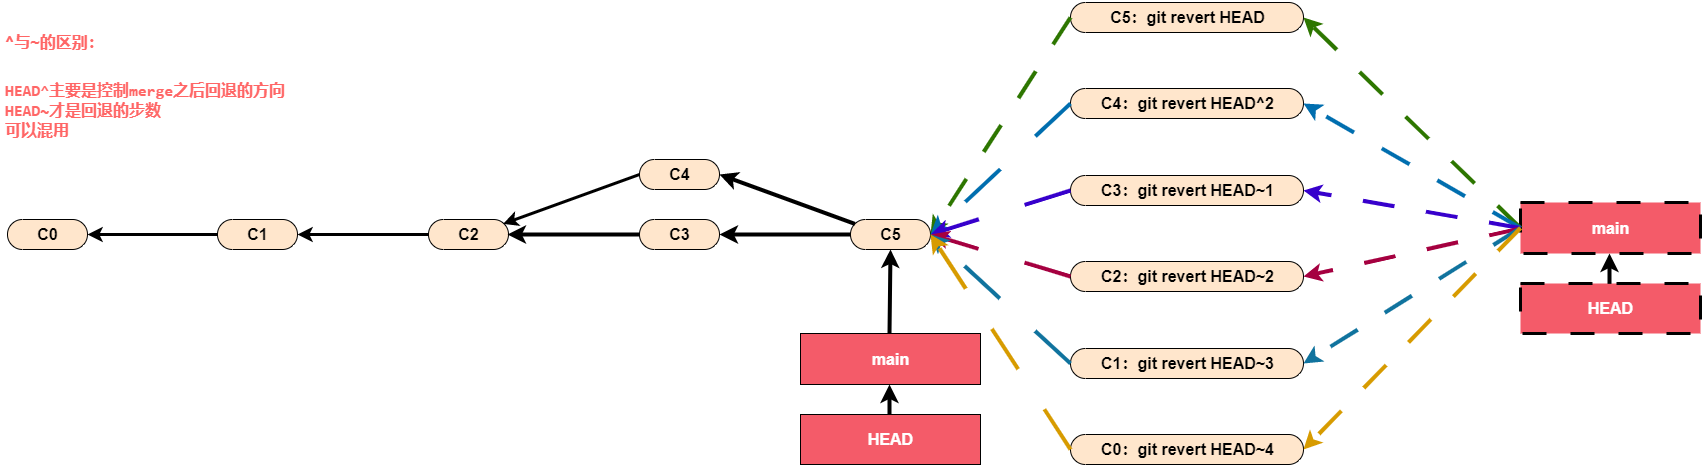 ^与~的区别：
HEAD^主要是控制merge之后回退的方向
HEAD~才是回退的步数
可以混用
C0
C1
C2
C4
C3
C5
main
HEAD
C5：git revert HEAD
C4：git revert HEAD^2
C3：git revert HEAD~1
C2：git revert HEAD~2
C1：git revert HEAD~3
C0：git revert HEAD~4
main
HEAD